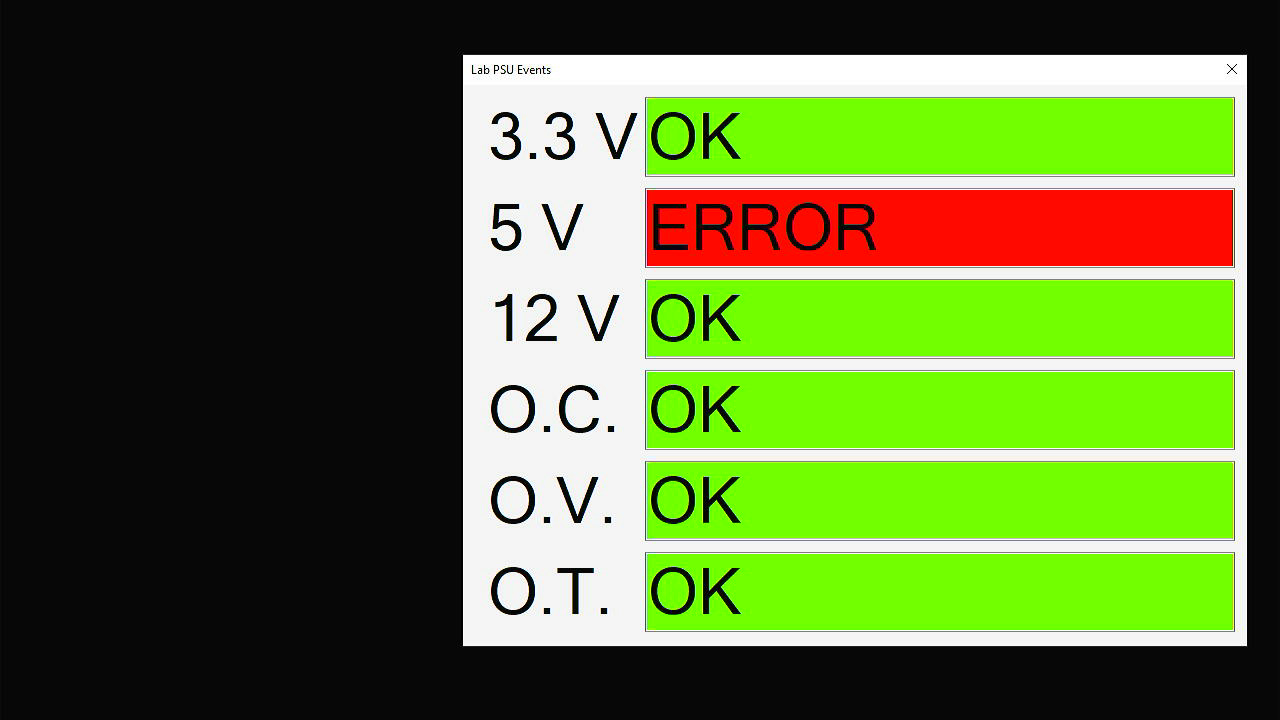 Lab PSU Events
3.3 V OK
5 V ERROR
12 V OK
O.C. OK
O.V. OK
O.T. OK